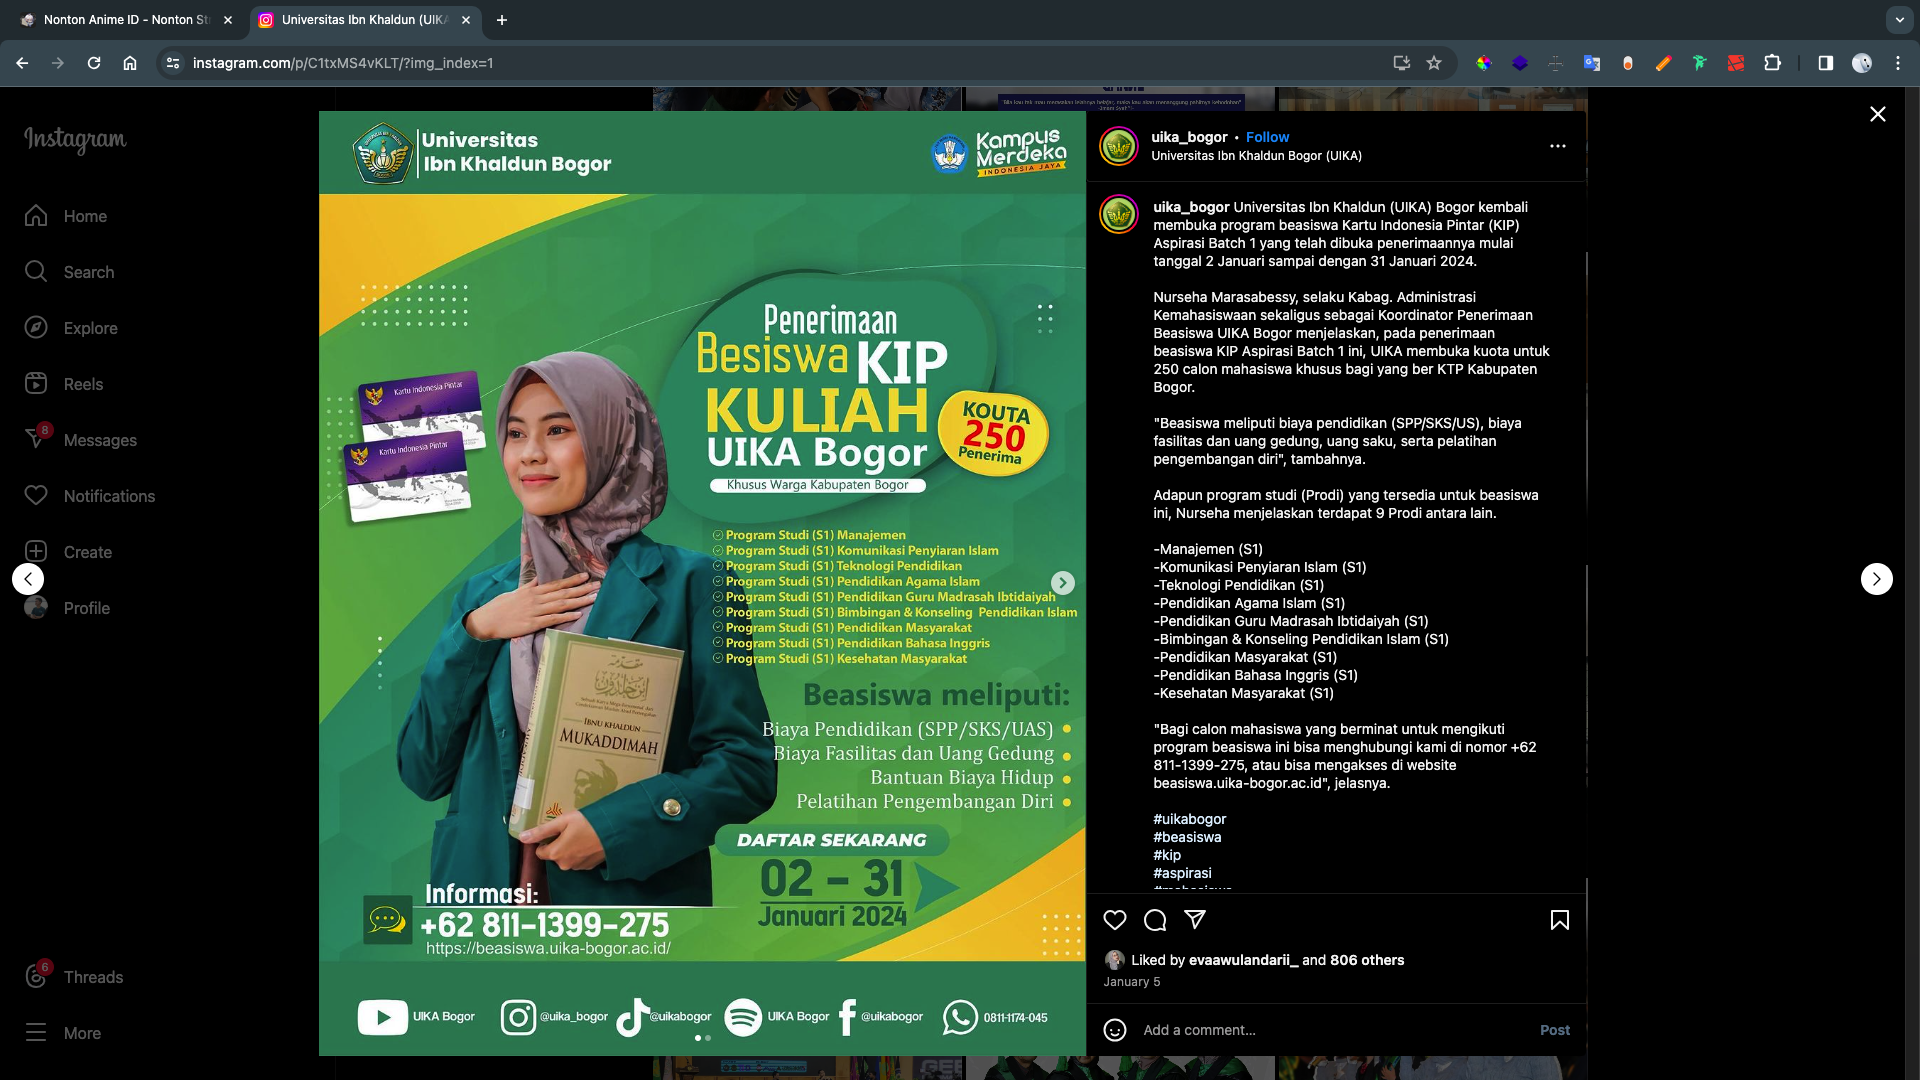 Nonton Anime ID - Nonton St
Universitas Ibn Khaldun (UIKA
instagram.com/p/C1txMS4vKLT/?img_index=1
Instagram
Home
Search
Explore
Reels
8
Messages
Notifications
Create
Profile
6
Threads
More
Universitas
Ibn Khaldun Bogor
Kampus
Merdeka
INDONESIA JAYA
Penerimaan
Besiswa KIP
KULIAH
UIKA Bogor
Khusus Warga Kabupaten Bogor
KOUTA
250
Penerima
Kartu Indonesia Pintar
Kartu Indonesia Pintar
Program Studi (S1) Manajemen
Program Studi (S1) Komunikasi Penyiaran Islam
Program Studi (S1) Teknologi Pendidikan
Program Studi (S1) Pendidikan Agama Islam
Program Studi (S1) Pendidikan Guru Madrasah Ibtidaiyah
Program Studi (S1) Bimbingan & Konseling Pendidikan Islam
Program Studi (S1) Pendidikan Masyarakat
Program Studi (S1) Pendidikan Bahasa Inggris
Program Studi (S1) Kesehatan Masyarakat
IBNU KHALDUN
MUKADDIMAH
Beasiswa meliputi:
Biaya Pendidikan (SPP/SKS/UAS)
Biaya Fasilitas dan Uang Gedung
Bantuan Biaya Hidup
Pelatihan Pengembangan Diri
DAFTAR SEKARANG
02 - 31
Januari 2024
Informasi:
+62 811-1399-275
https://beasiswa.uika-bogor.ac.id/
UIKA Bogor
@uika_bogor
@uikabogor
UIKA Bogor
@uikabogor
0811-1174-045
uika_bogor • Follow
Universitas Ibn Khaldun Bogor (UIKA)
uika_bogor Universitas Ibn Khaldun (UIKA) Bogor kembali
membuka program beasiswa Kartu Indonesia Pintar (KIP)
Aspirasi Batch 1 yang telah dibuka penerimaannya mulai
tanggal 2 Januari sampai dengan 31 Januari 2024.
Nurseha Marasabessy, selaku Kabag. Administrasi
Kemahasiswaan sekaligus sebagai Koordinator Penerimaan
Beasiswa UIKA Bogor menjelaskan, pada penerimaan
beasiswa KIP Aspirasi Batch 1 ini, UIKA membuka kuota untuk
250 calon mahasiswa khusus bagi yang ber KTP Kabupaten
Bogor.
"Beasiswa meliputi biaya pendidikan (SPP/SKS/US), biaya
fasilitas dan uang gedung, uang saku, serta pelatihan
pengembangan diri", tambahnya.
Adapun program studi (Prodi) yang tersedia untuk beasiswa
ini, Nurseha menjelaskan terdapat 9 Prodi antara lain.
-Manajemen (S1)
-Komunikasi Penyiaran Islam (S1)
-Teknologi Pendidikan (S1)
-Pendidikan Agama Islam (S1)
-Pendidikan Guru Madrasah Ibtidaiyah (S1)
-Bimbingan & Konseling Pendidikan Islam (S1)
-Pendidikan Masyarakat (S1)
-Pendidikan Bahasa Inggris (S1)
-Kesehatan Masyarakat (S1)
"Bagi calon mahasiswa yang berminat untuk mengikuti
program beasiswa ini bisa menghubungi kami di nomor +62
811-1399-275, atau bisa mengakses di website
beasiswa.uika-bogor.ac.id", jelasnya.
#uikabogor
#beasiswa
#kip
#aspirasi
Liked by evaawulandarii_ and 806 others
January 5
Add a comment...
Post